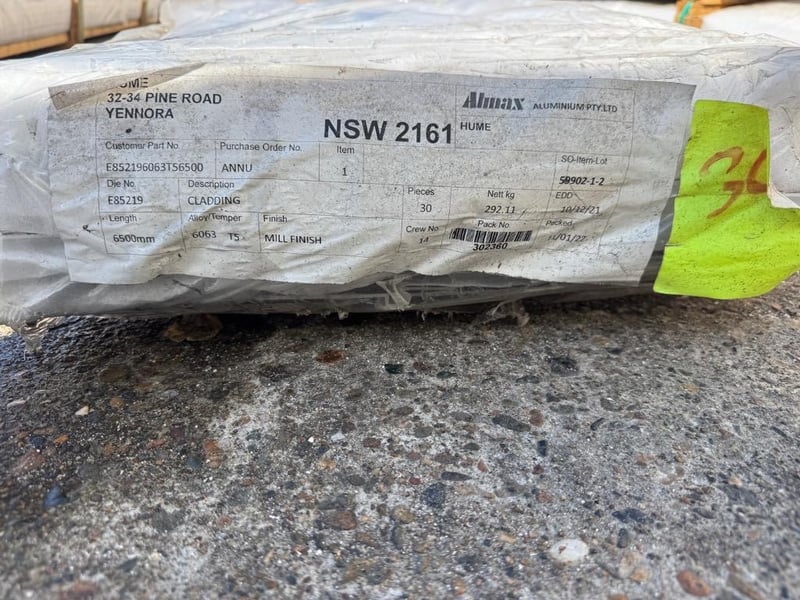 32-34 PINE ROAD
YENNORA
NSW 2161
Almax ALUMINIUM PTY.LTD
HUME
Customer Part No. Purchase Order No. Item SO-Item-Lot
E852196063T56500 ANNU 1 59902-1-2
Die No Description Pieces Nett kg EDD
E85219 CLADDING 30 292.11 10/12/21
Length Alloy/Temper Finish Crew No Pack No. Packed
6500mm 6063 T5 MILL FINISH 14 302360